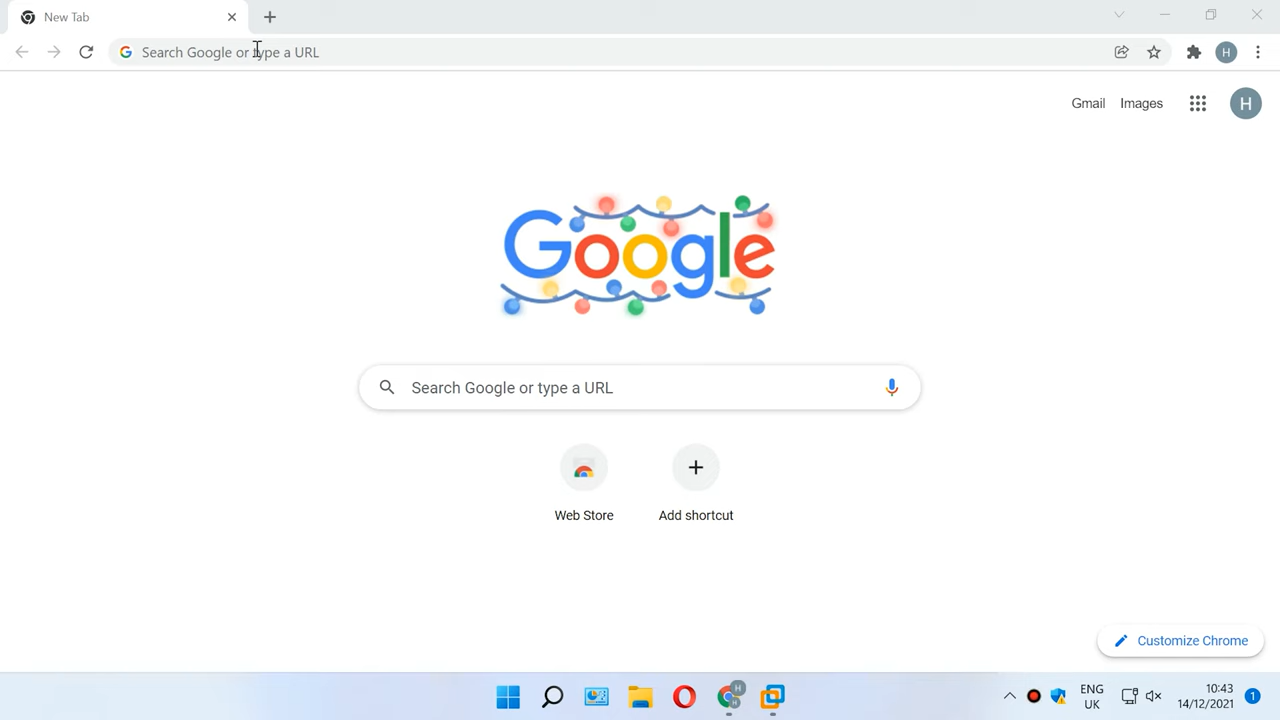 New Tab
Search Google or type a URL
H
Gmail Images
H
Google
Search Google or type a URL
Web Store Add shortcut
Customize Chrome
H
H
ENG
UK
10:43
14/12/2021
1